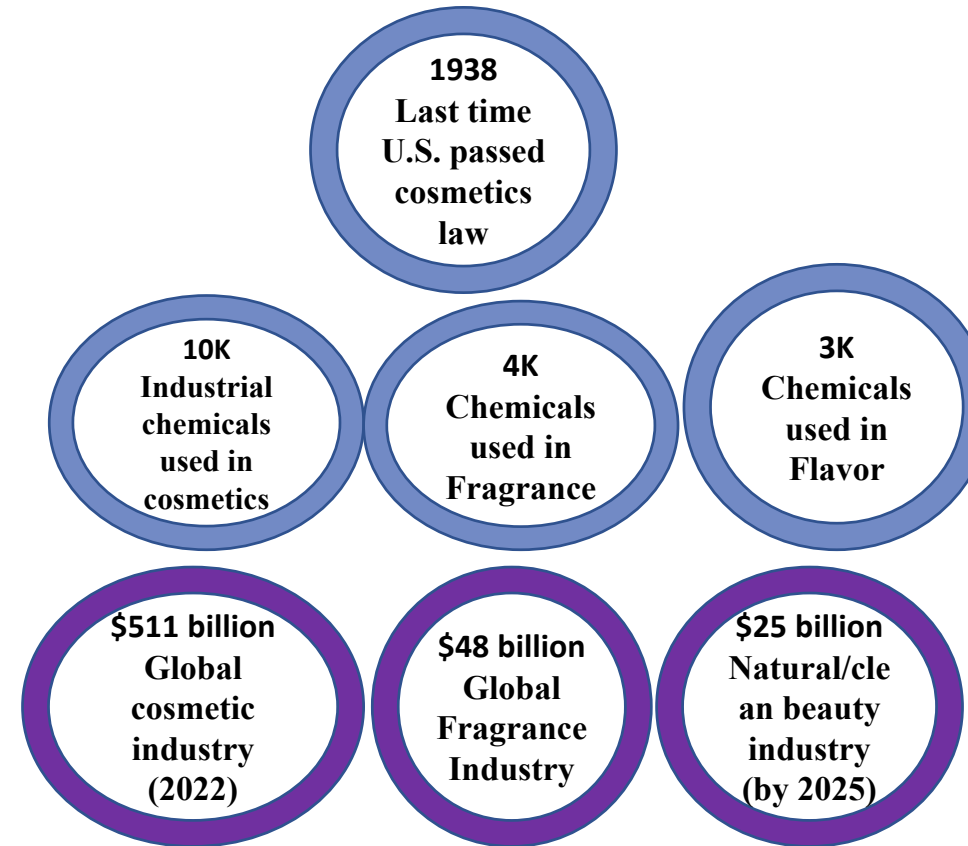 1938
Last time
U.S. passed
cosmetics
law
10K
Industrial
chemicals
used in
cosmetics
4K
Chemicals
used in
Fragrance
3K
Chemicals
used in
Flavor
$511 billion
Global
cosmetic
industry
(2022)
$48 billion
Global
Fragrance
Industry
$25 billion
Natural/cle
an beauty
industry
(by 2025)